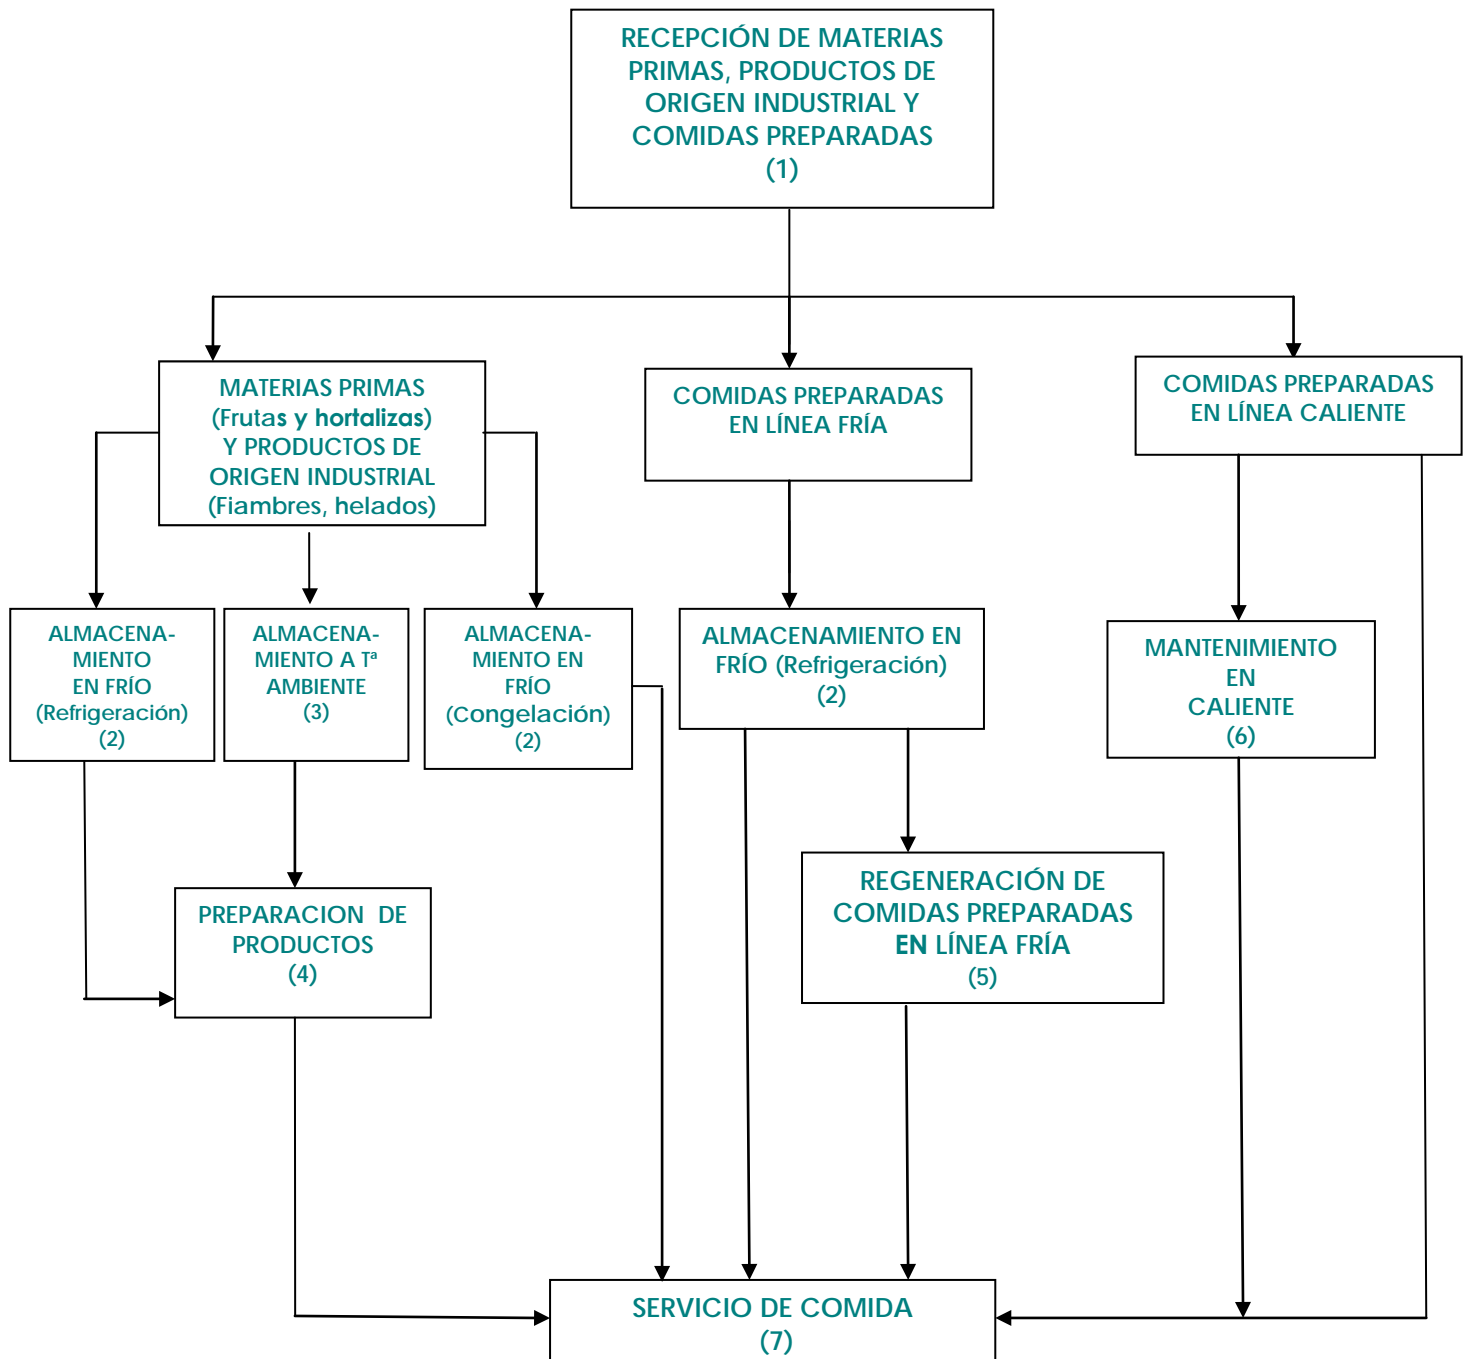 RECEPCIÓN DE MATERIAS
PRIMAS, PRODUCTOS DE
ORIGEN INDUSTRIAL Y
COMIDAS PREPARADAS
(1)
MATERIAS PRIMAS
(Frutas y hortalizas)
Y PRODUCTOS DE
ORIGEN INDUSTRIAL
(Fiambres, helados)
COMIDAS PREPARADAS
EN LÍNEA FRÍA
COMIDAS PREPARADAS
EN LÍNEA CALIENTE
ALMACENA-
MIENTO
EN FRÍO
(Refrigeración)
(2)
ALMACENA-
MIENTO A Tª
AMBIENTE
(3)
ALMACENA-
MIENTO EN
FRÍO
(Congelación)
(2)
ALMACENAMIENTO EN
FRÍO (Refrigeración)
(2)
MANTENIMIENTO
EN
CALIENTE
(6)
PREPARACION DE
PRODUCTOS
(4)
REGENERACIÓN DE
COMIDAS PREPARADAS
EN LÍNEA FRÍA
(5)
SERVICIO DE COMIDA
(7)